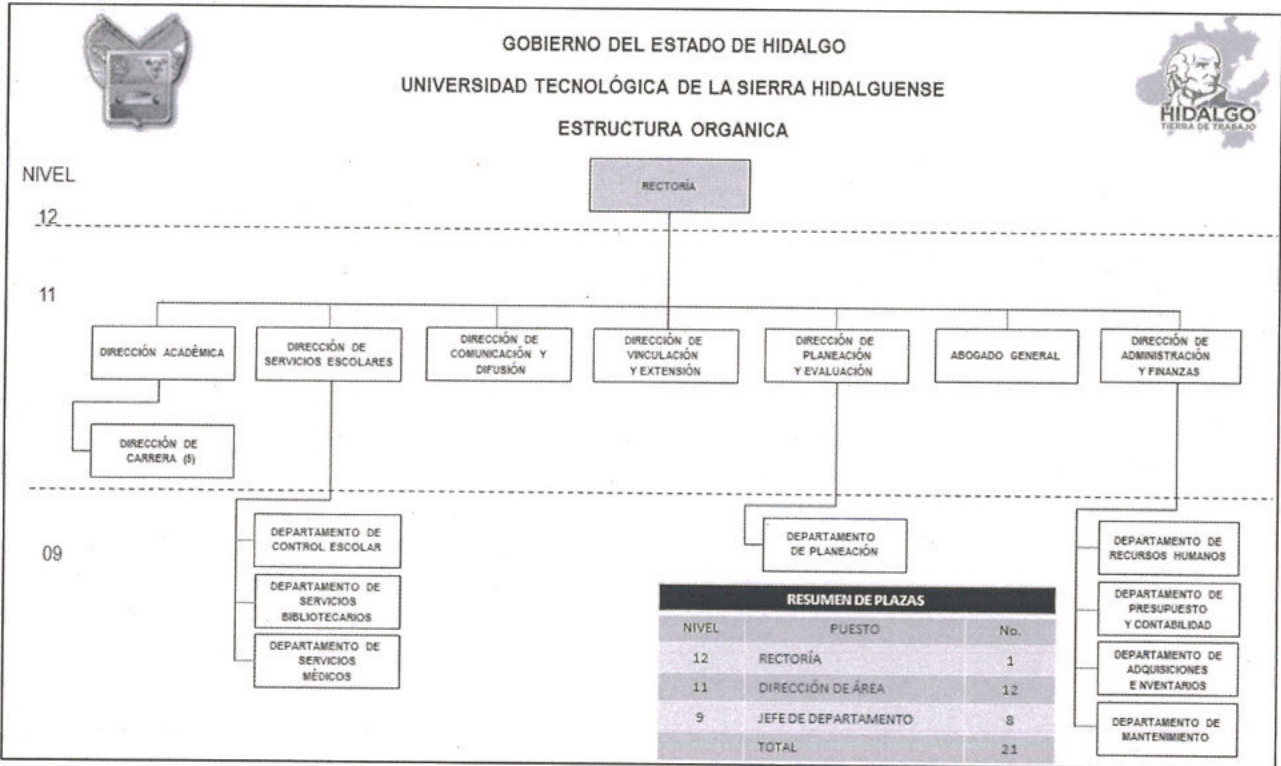 GOBIERNO DEL ESTADO DE HIDALGO
UNIVERSIDAD TECNOLÓGICA DE LA SIERRA HIDALGUENSE
ESTRUCTURA ORGANICA
HIDALGO
TIERRA DE TRABAJO
NIVEL
RECTORÍA
12
11
DIRECCIÓN ACADÉMICA
DIRECCIÓN DE
SERVICIOS ESCOLARES
DIRECCIÓN DE
COMUNICACIÓN Y
DIFUSIÓN
DIRECCIÓN DE
VINCULACIÓN
Y EXTENSIÓN
DIRECCIÓN DE
PLANEACIÓN
Y EVALUACIÓN
ABOGADO GENERAL
DIRECCIÓN DE
ADMINISTRACIÓN
Y FINANZAS
DIRECCIÓN DE
CARRERA (5)
09
DEPARTAMENTO DE
CONTROL ESCOLAR
DEPARTAMENTO DE
SERVICIOS
BIBLIOTECARIOS
DEPARTAMENTO DE
SERVICIOS
MÉDICOS
DEPARTAMENTO
DE PLANEACIÓN
DEPARTAMENTO DE
RECURSOS HUMANOS
DEPARTAMENTO DE
PRESUPUESTO
Y CONTABILIDAD
DEPARTAMENTO DE
ADQUISICIONES
E NVENTARIOS
DEPARTAMENTO DE
MANTENIMIENTO
RESUMEN DE PLAZAS
NIVEL PUESTO No.
12 RECTORÍA 1
11 DIRECCIÓN DE ÁREA 12
9 JEFE DE DEPARTAMENTO 8
TOTAL 21